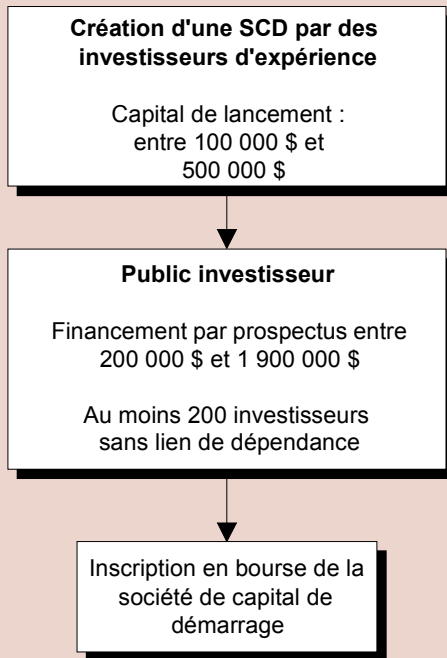 Création d'une SCD par des
investisseurs d'expérience
Capital de lancement :
entre 100 000 $ et
500 000 $
Public investisseur
Financement par prospectus entre
200 000 $ et 1 900 000 $
Au moins 200 investisseurs
sans lien de dépendance
Inscription en bourse de la
société de capital de
démarrage